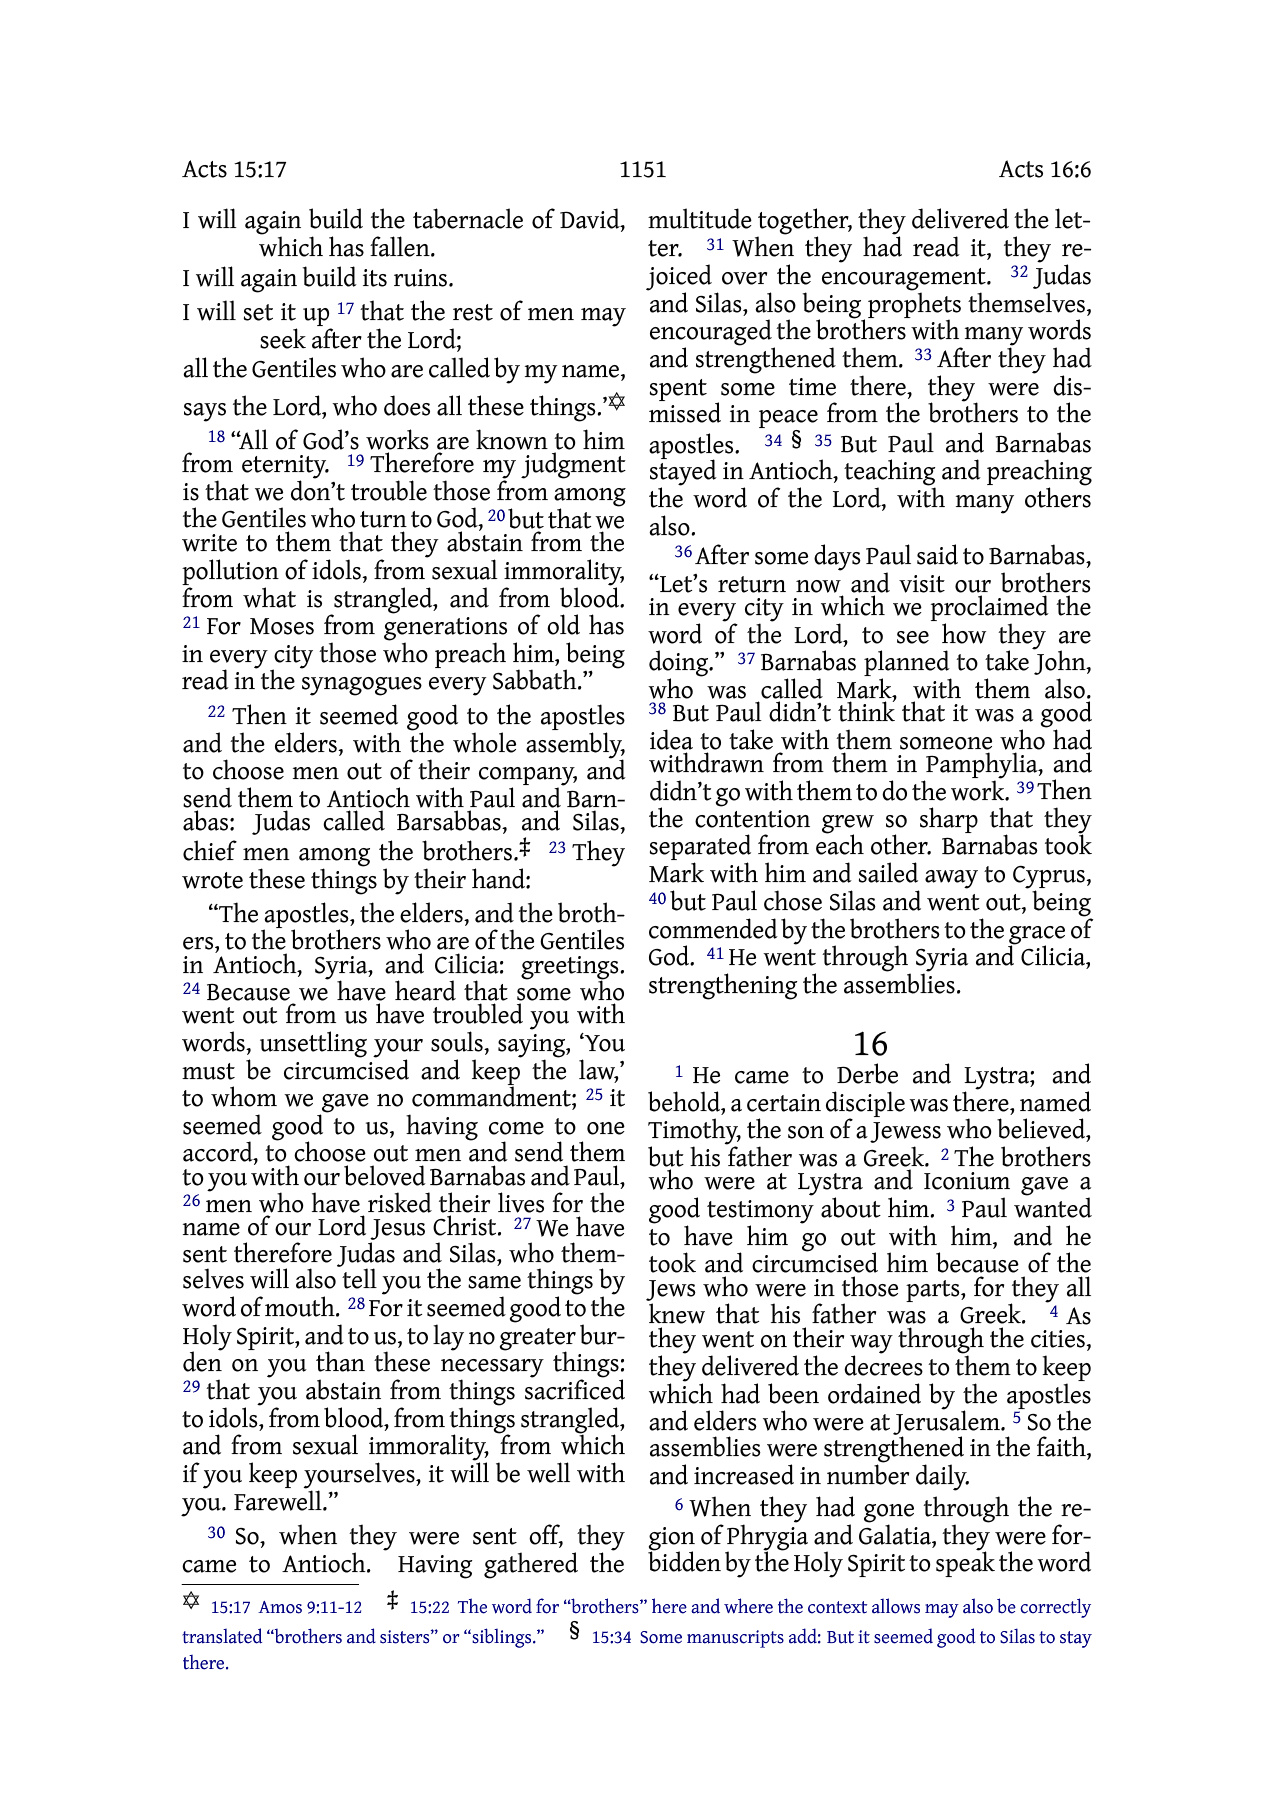 Acts 15:17 1151 Acts 16:6
I will again build the tabernacle of David,
which has fallen.
I will again build its ruins.
I will set it up 17 that the rest of men may
seek after the Lord;
all the Gentiles who are called by my name,
says the Lord, who does all these things.’✡
18 “All of God’s works are known to him
from eternity. 19 Therefore my judgment
is that we don’t trouble those from among
the Gentiles who turn to God, 20 but that we
write to them that they abstain from the
pollution of idols, from sexual immorality,
from what is strangled, and from blood.
21 For Moses from generations of old has
in every city those who preach him, being
read in the synagogues every Sabbath.”
22 Then it seemed good to the apostles
and the elders, with the whole assembly,
to choose men out of their company, and
send them to Antioch with Paul and Barn-
abas: Judas called Barsabbas, and Silas,
chief men among the brothers.‡ 23 They
wrote these things by their hand:
“The apostles, the elders, and the broth-
ers, to the brothers who are of the Gentiles
in Antioch, Syria, and Cilicia: greetings.
24 Because we have heard that some who
went out from us have troubled you with
words, unsettling your souls, saying, ‘You
must be circumcised and keep the law,’
to whom we gave no commandment; 25 it
seemed good to us, having come to one
accord, to choose out men and send them
to you with our beloved Barnabas and Paul,
26 men who have risked their lives for the
name of our Lord Jesus Christ. 27 We have
sent therefore Judas and Silas, who them-
selves will also tell you the same things by
word of mouth. 28 For it seemed good to the
Holy Spirit, and to us, to lay no greater bur-
den on you than these necessary things:
29 that you abstain from things sacrificed
to idols, from blood, from things strangled,
and from sexual immorality, from which
if you keep yourselves, it will be well with
you. Farewell.”
30 So, when they were sent off, they
came to Antioch. Having gathered the
multitude together, they delivered the let-
ter. 31 When they had read it, they re-
joiced over the encouragement. 32 Judas
and Silas, also being prophets themselves,
encouraged the brothers with many words
and strengthened them. 33 After they had
spent some time there, they were dis-
missed in peace from the brothers to the
apostles. 34 § 35 But Paul and Barnabas
stayed in Antioch, teaching and preaching
the word of the Lord, with many others
also.
36 After some days Paul said to Barnabas,
“Let’s return now and visit our brothers
in every city in which we proclaimed the
word of the Lord, to see how they are
doing.” 37 Barnabas planned to take John,
who was called Mark, with them also.
38 But Paul didn’t think that it was a good
idea to take with them someone who had
withdrawn from them in Pamphylia, and
didn’t go with them to do the work. 39 Then
the contention grew so sharp that they
separated from each other. Barnabas took
Mark with him and sailed away to Cyprus,
40 but Paul chose Silas and went out, being
commended by the brothers to the grace of
God. 41 He went through Syria and Cilicia,
strengthening the assemblies.
16
1 He came to Derbe and Lystra; and
behold, a certain disciple was there, named
Timothy, the son of a Jewess who believed,
but his father was a Greek. 2 The brothers
who were at Lystra and Iconium gave a
good testimony about him. 3 Paul wanted
to have him go out with him, and he
took and circumcised him because of the
Jews who were in those parts, for they all
knew that his father was a Greek. 4 As
they went on their way through the cities,
they delivered the decrees to them to keep
which had been ordained by the apostles
and elders who were at Jerusalem. 5 So the
assemblies were strengthened in the faith,
and increased in number daily.
6 When they had gone through the re-
gion of Phrygia and Galatia, they were for-
bidden by the Holy Spirit to speak the word
✡ 15:17 Amos 9:11-12 ‡ 15:22 The word for “brothers” here and where the context allows may also be correctly
translated “brothers and sisters” or “siblings.” § 15:34 Some manuscripts add: But it seemed good to Silas to stay
there.